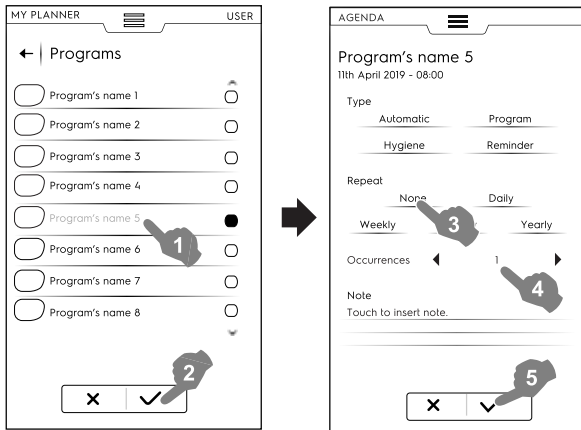 MY PLANNER USER
Programs
Program's name 1
Program's name 2
Program's name 3
Program's name 4
Program's name 5
1
Program's name 6
Program's name 7
Program's name 8
2
AGENDA
Program's name 5
11th April 2019 - 08:00
Type
Automatic Program
Hygiene Reminder
Repeat
None Daily
3
Weekly Yearly
Occurrences 1
4
Note
Touch to insert note.
5